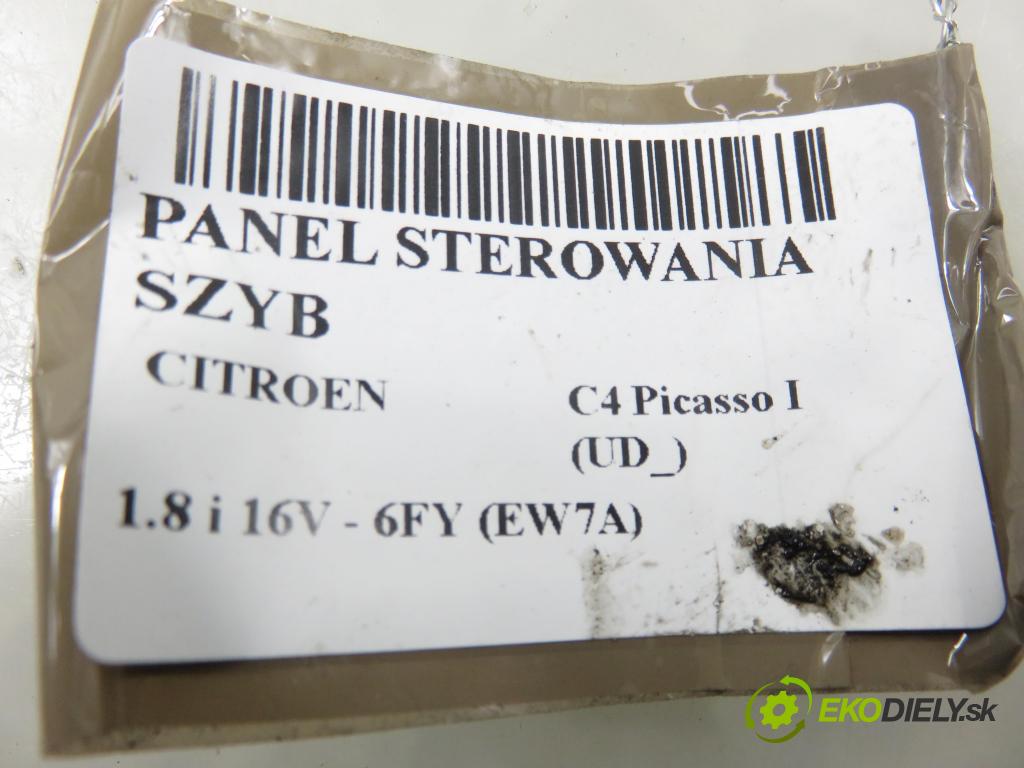 PANEL STEROWANIA
SZYB
CITROEN
C4 Picasso I
(UD_)
1.8 i 16V - 6FY (EW7A)
EKODIELY.sk